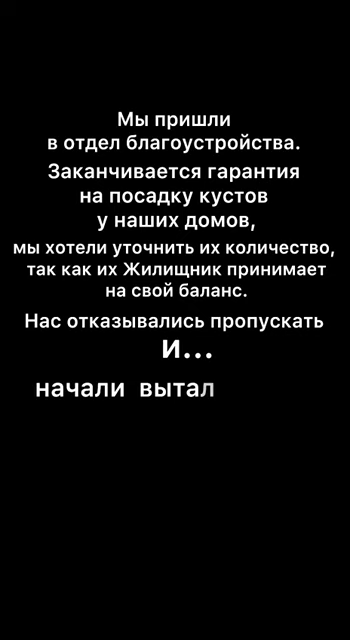 Мы пришли
в отдел благоустройства.
Заканчивается гарантия
на посадку кустов
у наших домов,
мы хотели уточнить их количество,
так как их Жилищник принимает
на свой баланс.
Нас отказывались пропускать
и...
начали вытал